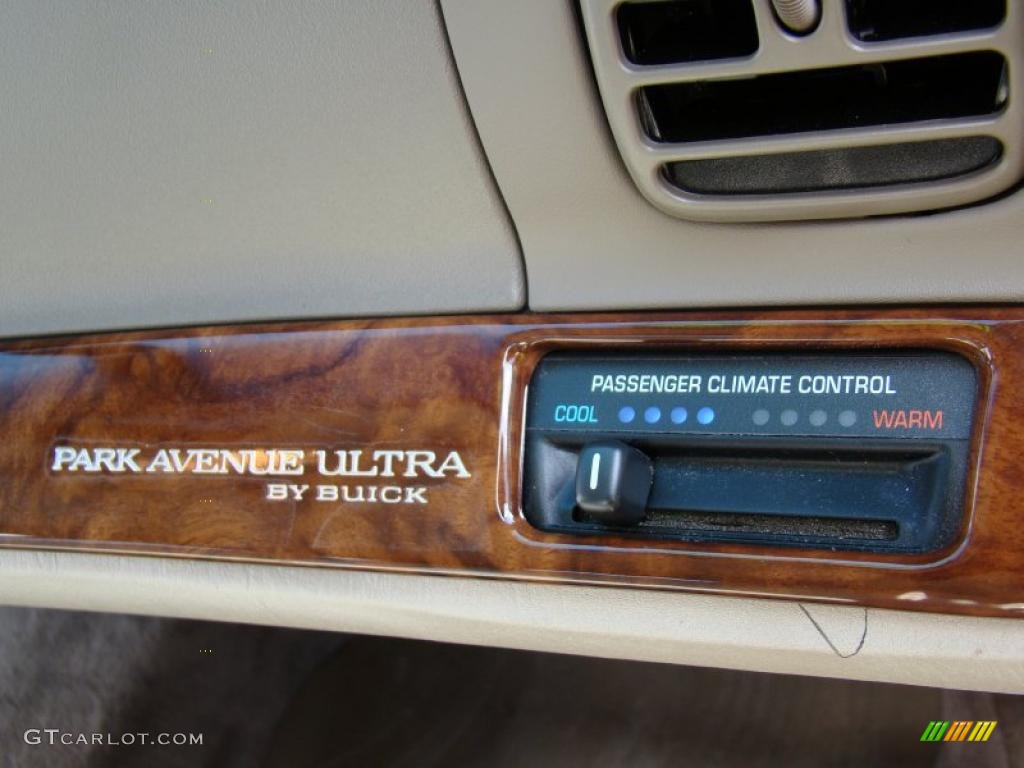 PASSENGER CLIMATE CONTROL
COOL WARM
PARK AVENUE ULTRA
BY BUICK
GTCARLOT.COM